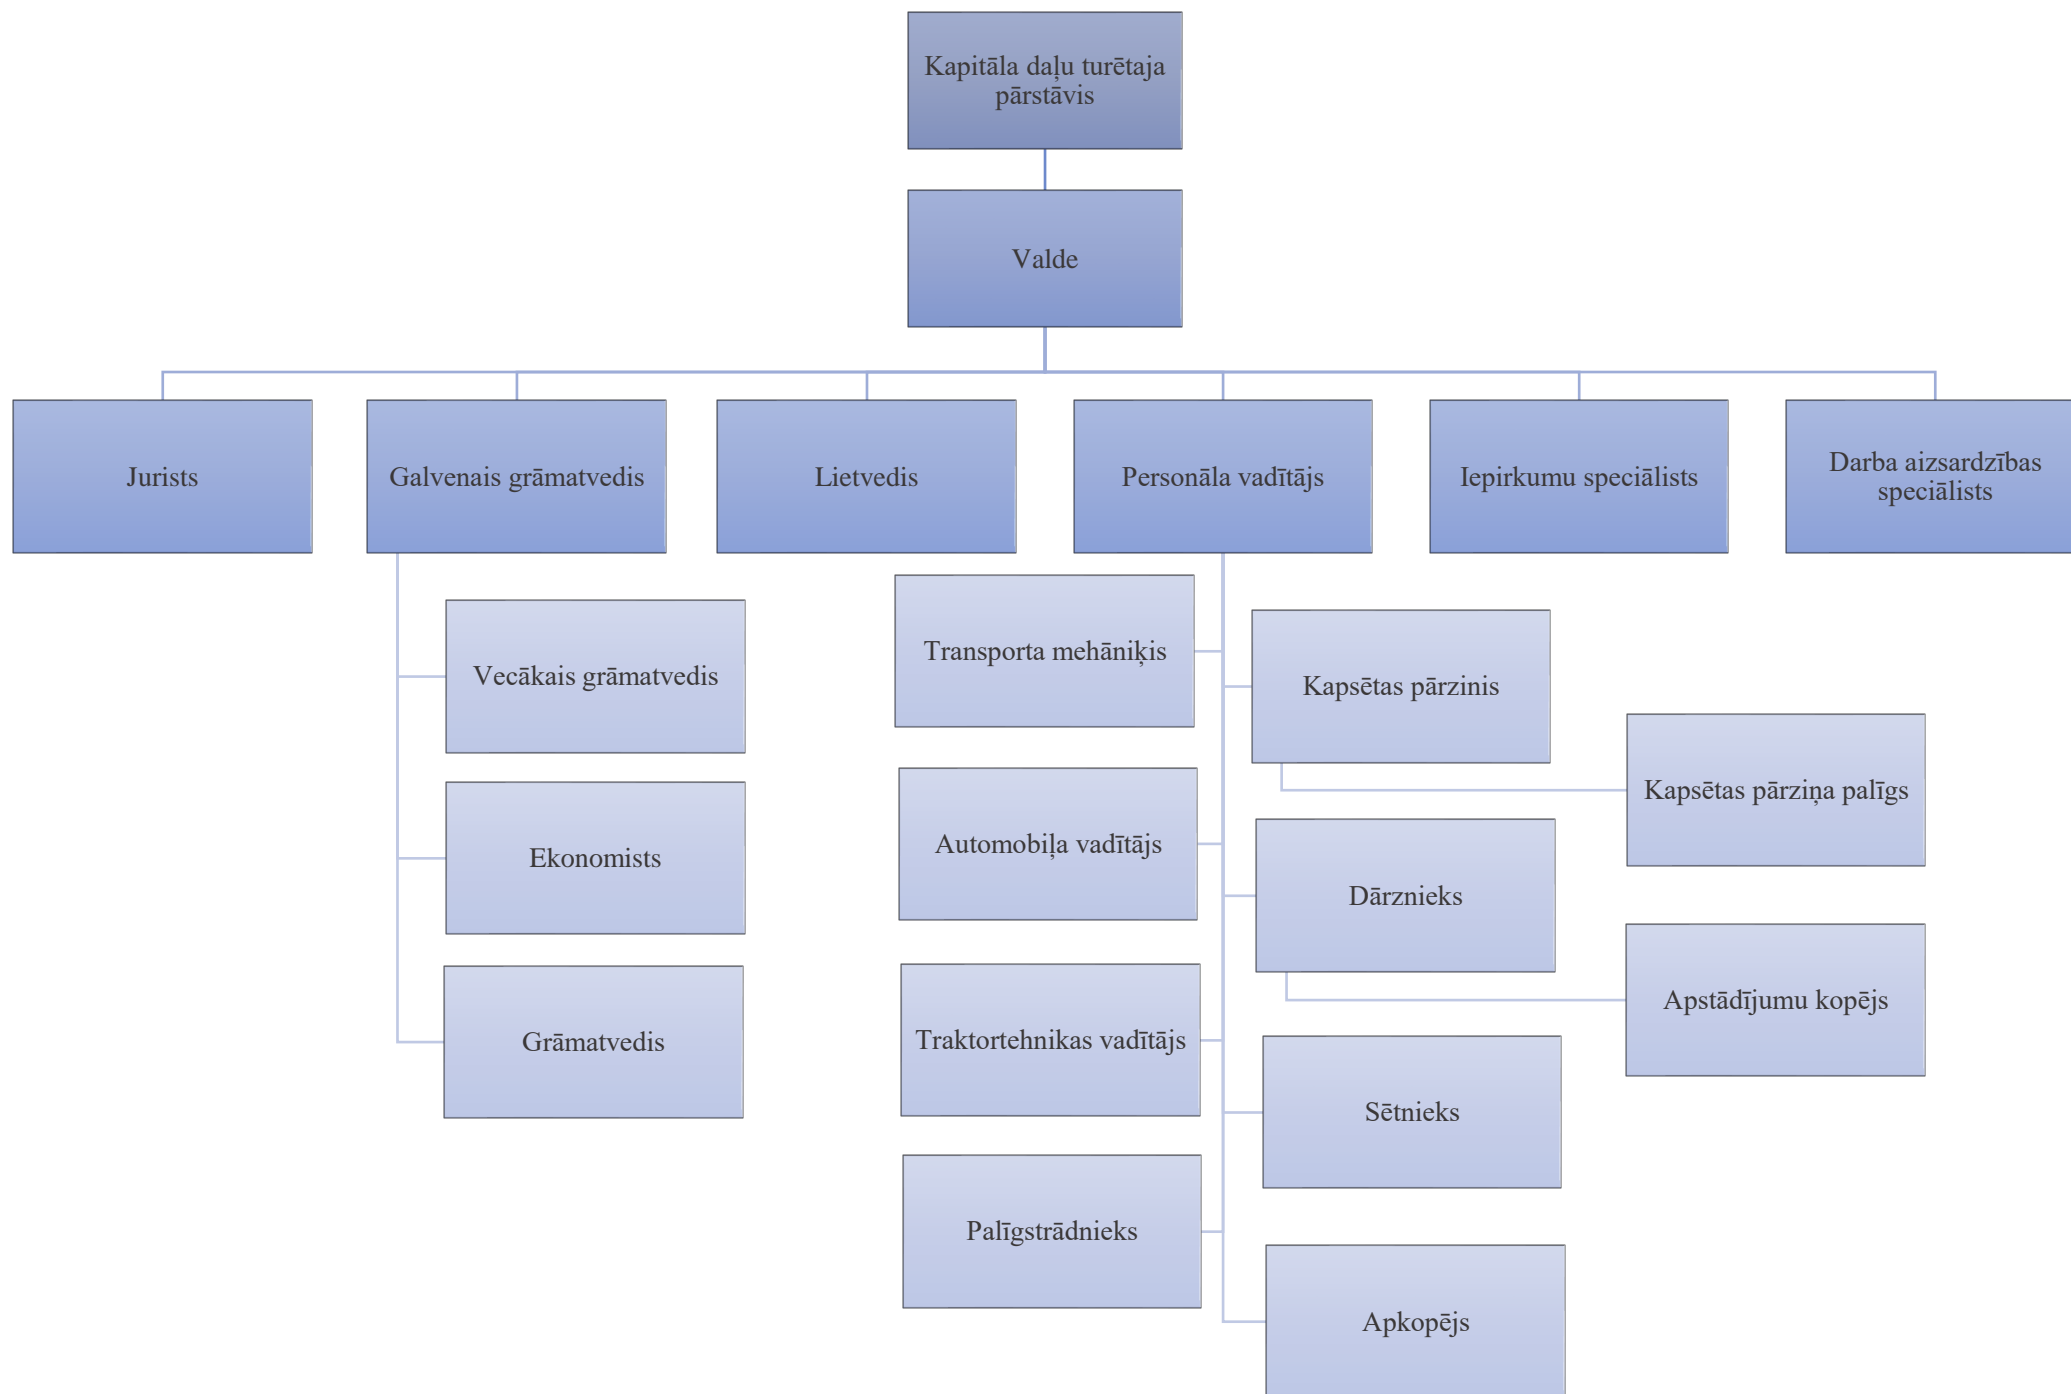 Kapitāla daļu turētaja
pārstāvis
Valde
Jurists
Galvenais grāmatvedis
Lietvedis
Personāla vadītājs
Iepirkumu speciālists
Darba aizsardzības
speciālists
Vecākais grāmatvedis
Ekonomists
Grāmatvedis
Transporta mehāniķis
Automobiļa vadītājs
Traktortehnikas vadītājs
Palīgstrādnieks
Kapsētas pārzinis
Kapsētas pārziņa palīgs
Dārznieks
Apstādījumu kopējs
Sētnieks
Apkopējs